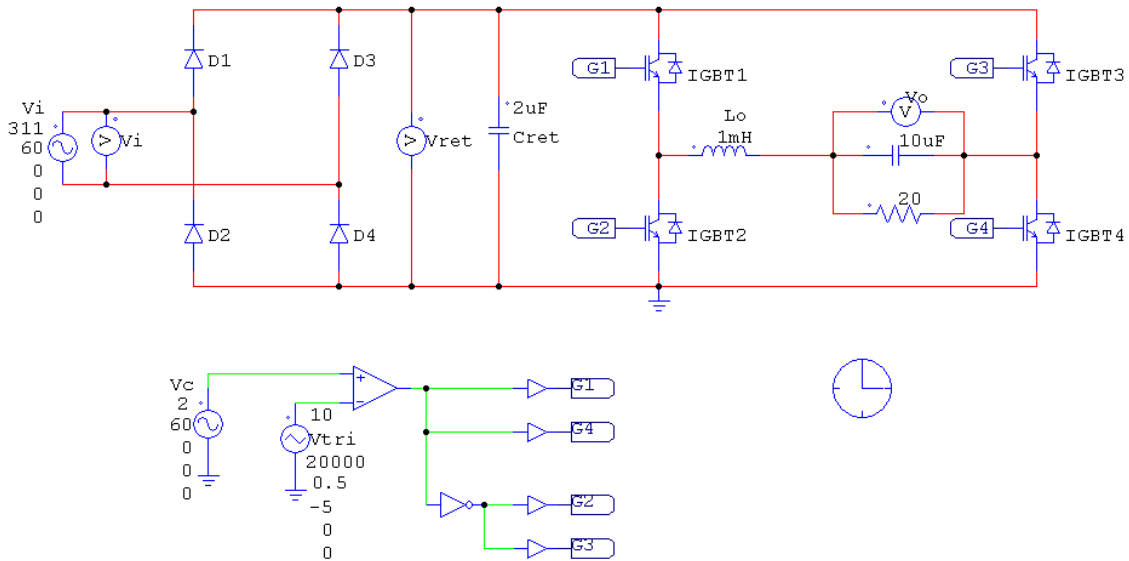 D1
D3
G1
IGBT1
G3
IGBT3
Vi
311
60
0
0
0
Vi
Vret
2uF
Cret
Lo
1mH
Vo
V
10uF
20
D2
D4
G2
IGBT2
G4
IGBT4
Vc
2
60
0
0
0
10
Vtri
20000
0.5
-5
0
0
G1
G4
G2
G3